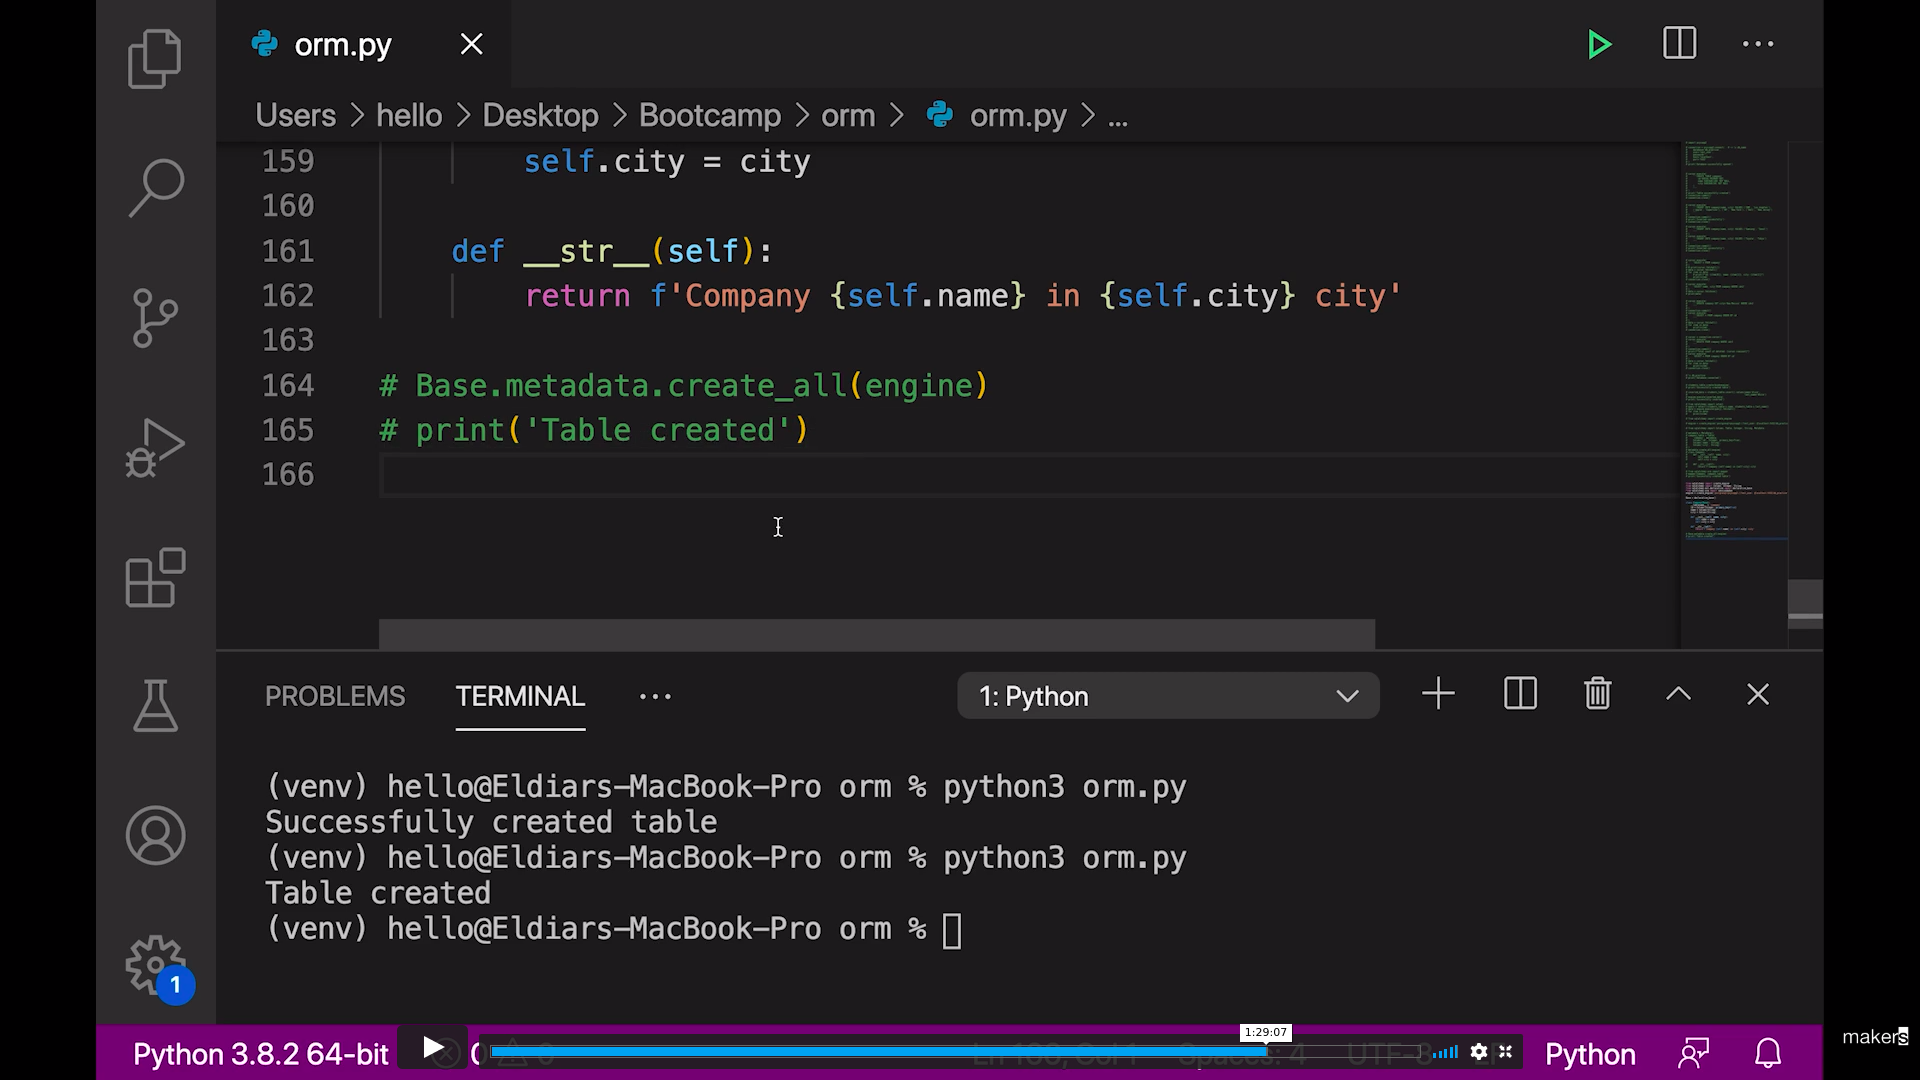 orm.py
Users > hello > Desktop > Bootcamp > orm > orm.py > ...
159 self.city = city
160
161 def __str__(self):
162 return f'Company {self.name} in {self.city} city'
163
164 # Base.metadata.create_all(engine)
165 # print('Table created')
166
PROBLEMS TERMINAL ... 1: Python
(venv) hello@Eldiars-MacBook-Pro orm % python3 orm.py
Successfully created table
(venv) hello@Eldiars-MacBook-Pro orm % python3 orm.py
Table created
(venv) hello@Eldiars-MacBook-Pro orm %
1
1:29:07
makers
Python 3.8.2 64-bit 0 0 Spaces: 4 Python